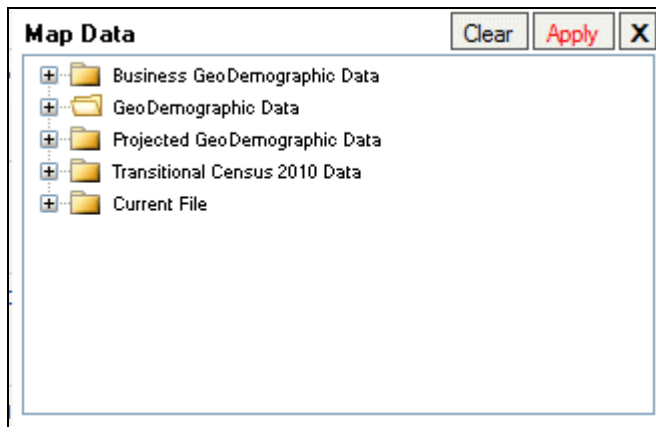 Map Data Clear Apply X
Business GeoDemographic Data
GeoDemographic Data
Projected GeoDemographic Data
Transitional Census 2010 Data
Current File